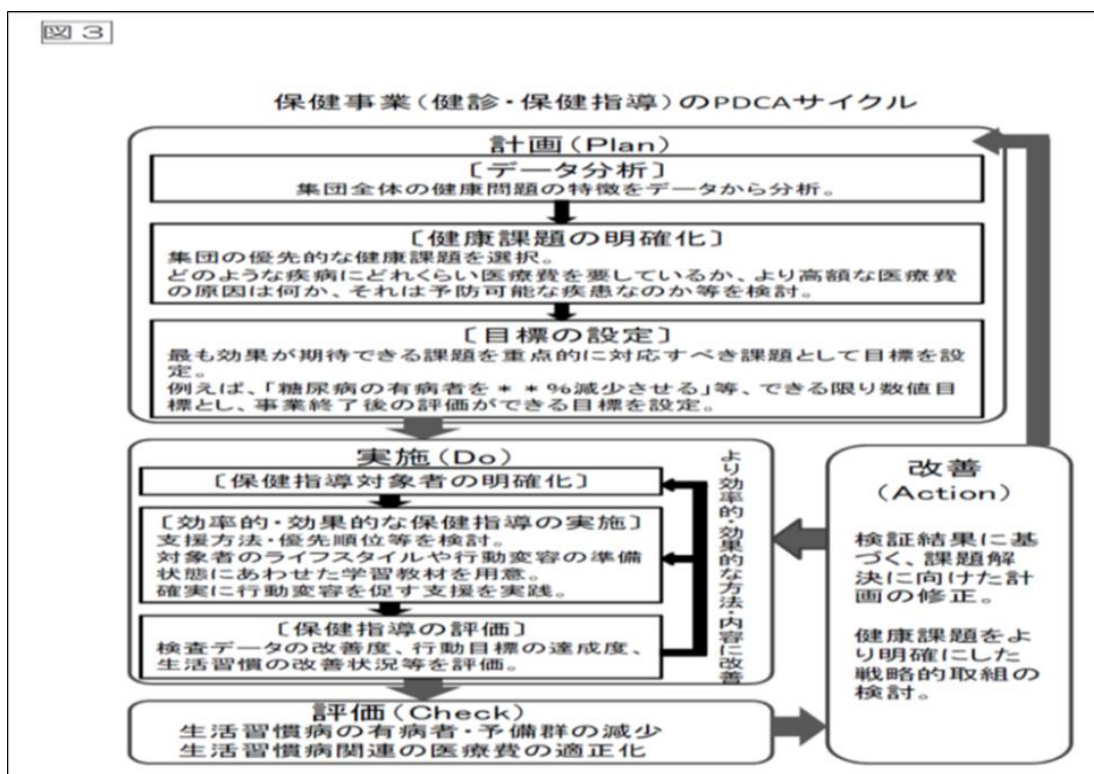 図3
保健事業(健診・保健指導)のPDCAサイクル
計画(Plan)
[データ分析]
集団全体の健康問題の特徴をデータから分析。
[健康課題の明確化]
集団の優先的な健康課題を選択。
どのような疾病にどれくらい医療費を要しているか、より高額な医療費
の原因は何か、それは予防可能な疾患なのか等を検討。
[目標の設定]
最も効果が期待できる課題を重点的に対応すべき課題として目標を設
定。
例えば、「糖尿病の有病者を**%減少させる」等、できる限り数値目
標とし、事業終了後の評価ができる目標を設定。
実施(Do)
[保健指導対象者の明確化]
[効率的・効果的な保健指導の実施]
支援方法・優先順位等を検討。
対象者のライフスタイルや行動変容の準備
状態にあわせた学習教材を用意。
確実に行動変容を促す支援を実践。
[保健指導の評価]
検査データの改善度、行動目標の達成度、
生活習慣の改善状況等を評価。
より効率的・効果的な方法・内容に改善
評価(Check)
生活習慣病の有病者・予備群の減少
生活習慣病関連の医療費の適正化
改善
(Action)
検証結果に基
づく、課題解
決に向けた計
画の修正。
健康課題をよ
り明確にした
戦略的取組の
検討。